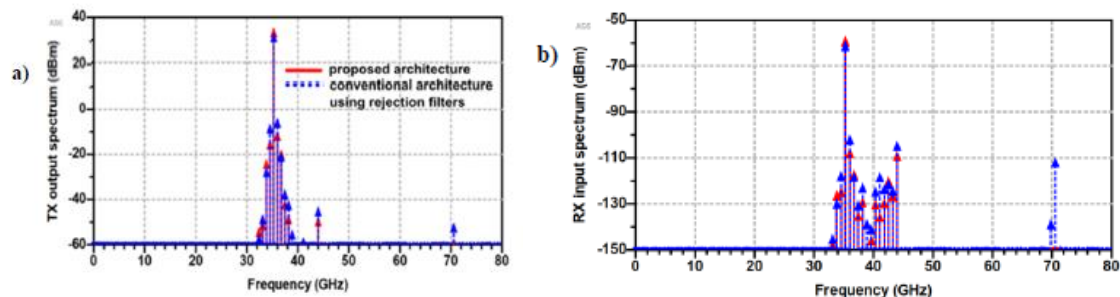 a)
ADS
TX output spectrum (dBm)
40
20
0
-20
-40
-60
proposed architecture
conventional architecture
using rejection filters
0 10 20 30 40 50 60 70 80
Frequency (GHz)
b)
ADS
RX input spectrum (dBm)
-50
-70
-90
-110
-130
-150
0 10 20 30 40 50 60 70 80
Frequency (GHz)